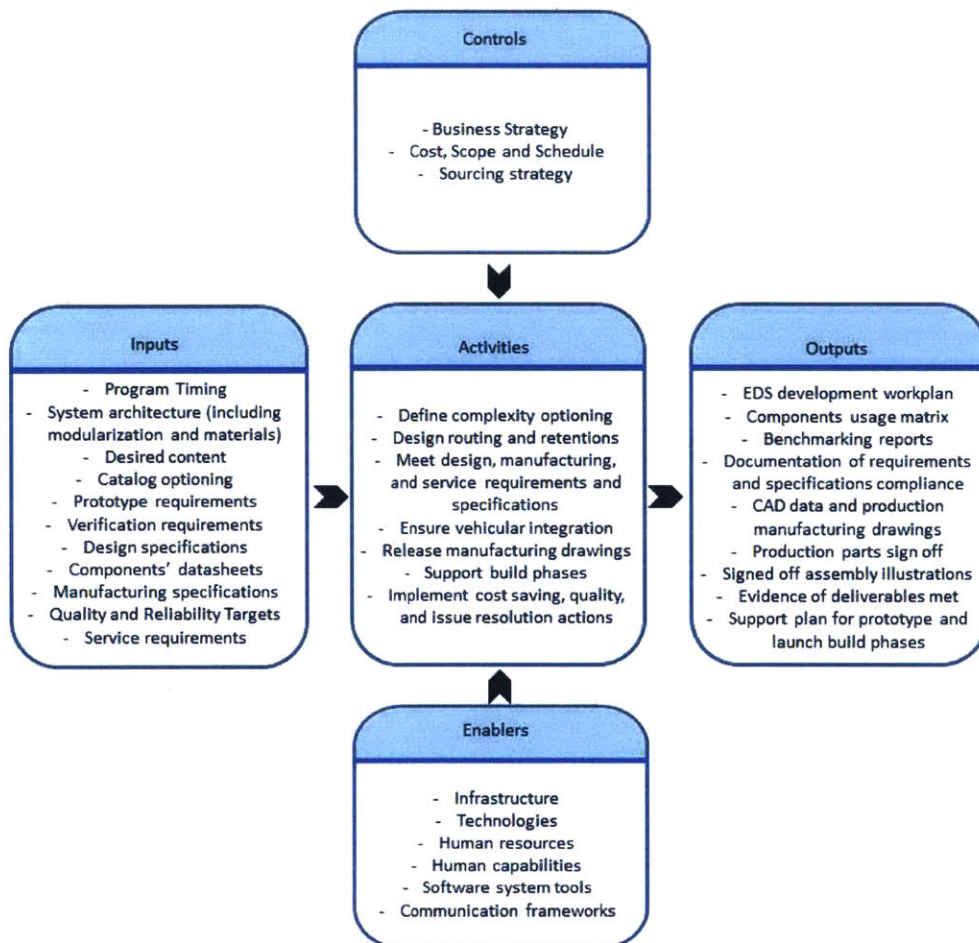 Controls
- Business Strategy
- Cost, Scope and Schedule
- Sourcing strategy
Inputs
- Program Timing
- System architecture (including
modularization and materials)
- Desired content
- Catalog optioning
- Prototype requirements
- Verification requirements
- Design specifications
- Components' datasheets
- Manufacturing specifications
- Quality and Reliability Targets
- Service requirements
Activities
- Define complexity optioning
- Design routing and retentions
- Meet design, manufacturing,
and service requirements and
specifications
- Ensure vehicular integration
- Release manufacturing drawings
- Support build phases
- Implement cost saving, quality,
and issue resolution actions
Outputs
- EDS development workplan
- Components usage matrix
- Benchmarking reports
- Documentation of requirements
and specifications compliance
- CAD data and production
manufacturing drawings
- Production parts sign off
- Signed off assembly illustrations
- Evidence of deliverables met
- Support plan for prototype and
launch build phases
Enablers
- Infrastructure
- Technologies
- Human resources
- Human capabilities
- Software system tools
- Communication frameworks